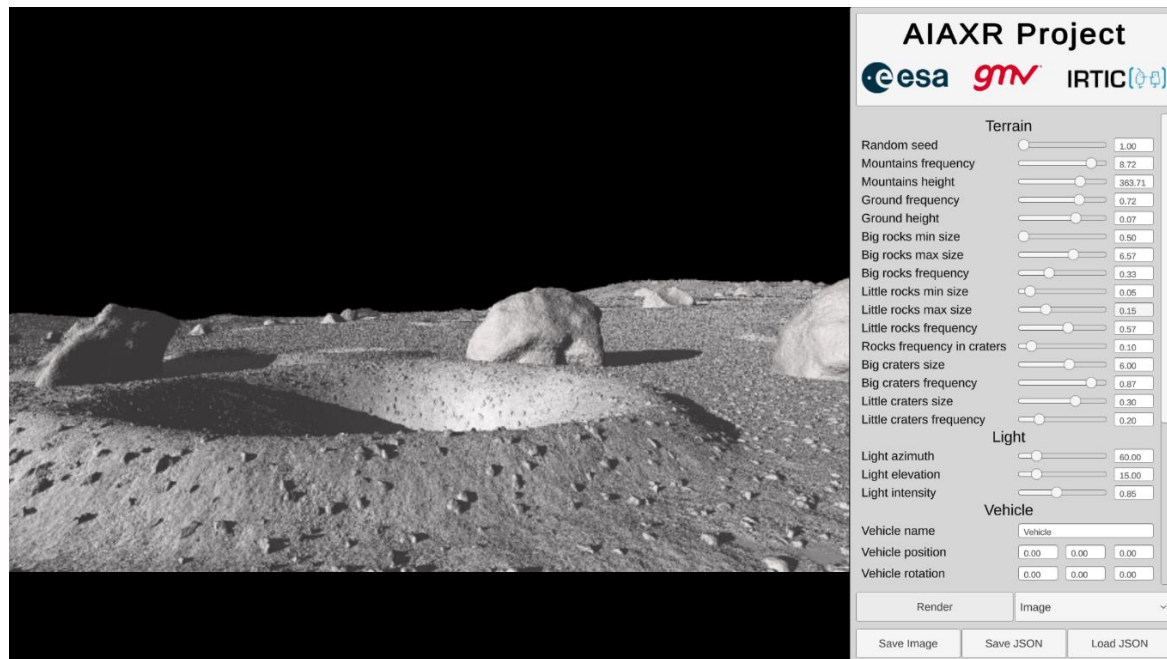 AIAXR Project
esa gmv IRTIC
Terrain
Random seed 1.00
Mountains frequency 8.72
Mountains height 363.71
Ground frequency 0.72
Ground height 0.07
Big rocks min size 0.50
Big rocks max size 6.57
Big rocks frequency 0.33
Little rocks min size 0.05
Little rocks max size 0.15
Little rocks frequency 0.57
Rocks frequency in craters 0.10
Big craters size 6.00
Big craters frequency 0.87
Little craters size 0.30
Little craters frequency 0.20
Light
Light azimuth 60.00
Light elevation 15.00
Light intensity 0.85
Vehicle
Vehicle name Vehicle
Vehicle position 0.00 0.00 0.00
Vehicle rotation 0.00 0.00 0.00
Render Image
Save Image Save JSON Load JSON